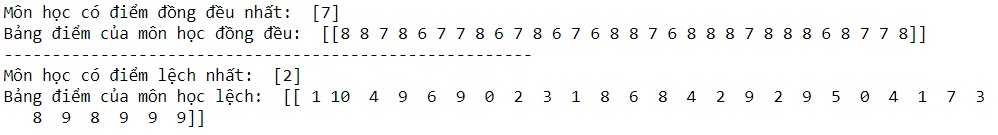 Môn học có điểm đồng đều nhất:  [7]
Bảng điểm của môn học đồng đều:  [[8 8 7 8 6 7 7 8 6 7 8 6 7 6 8 8 7 6 8 8 8 7 8 8 8 6 8 7 7 8]]
------------------------------------------------------
Môn học có điểm lệch nhất:  [2]
Bảng điểm của môn học lệch:  [[ 1 10  4  9  6  9  0  2  3  1  8  6  8  4  2  9  2  9  5  0  4  1  7  3
   8  9  8  9  9  9]]